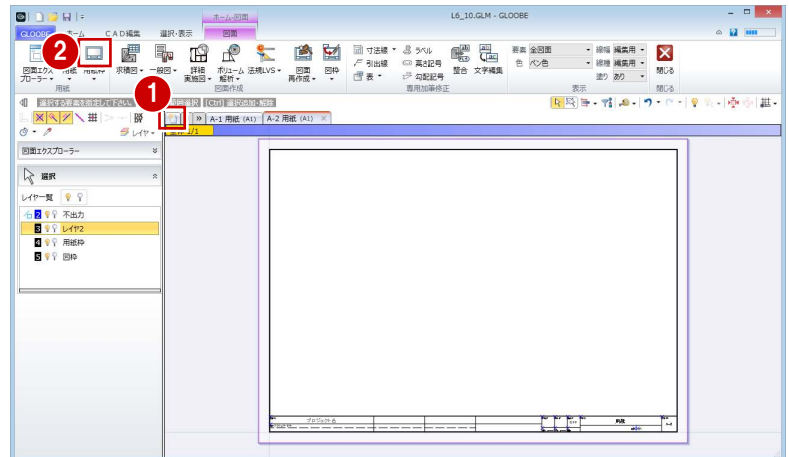 L6_10.GLM - GLOOBE
ホーム-図面
GLOOBE ホーム CAD編集 選択・表示 図面
2
図面エクスプローラー 用紙 用紙枠 求積図 一般図 詳細実施図 ボリューム解析 法規LVS 図面再作成 図枠
寸法線 ラベル
引出線 高さ記号
表 勾配記号
整合 文字編集
要素 全図面 線幅 編集用
色 ペン色 線種 編集用
塗り あり
閉じる
用紙 図面作成 専用加筆修正 表示 閉じる
1
選択する要素を指定して下さい。 [Ctrl] 選択追加・解除
A-1 用紙 (A1) A-2 用紙 (A1)
レイヤ
1/1
図面エクスプローラー
選択
レイヤ一覧
2 不出力
3 レイヤ2
4 用紙枠
5 図枠
プロジェクト名